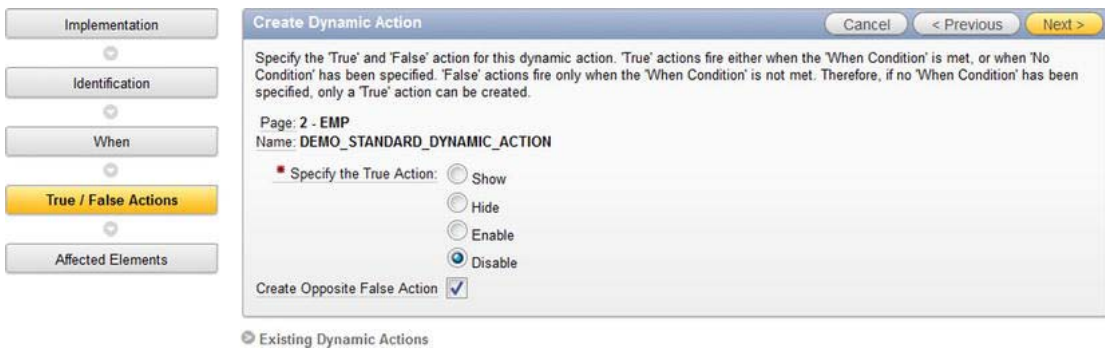 Implementation
Identification
When
True / False Actions
Affected Elements
Create Dynamic Action
Cancel
< Previous
Next >
Specify the 'True' and 'False' action for this dynamic action. 'True' actions fire either when the 'When Condition' is met, or when 'No
Condition' has been specified. 'False' actions fire only when the 'When Condition' is not met. Therefore, if no 'When Condition' has been
specified, only a 'True' action can be created.
Page: 2 - EMP
Name: DEMO_STANDARD_DYNAMIC_ACTION
Specify the True Action:
Show
Hide
Enable
Disable
Create Opposite False Action
Existing Dynamic Actions